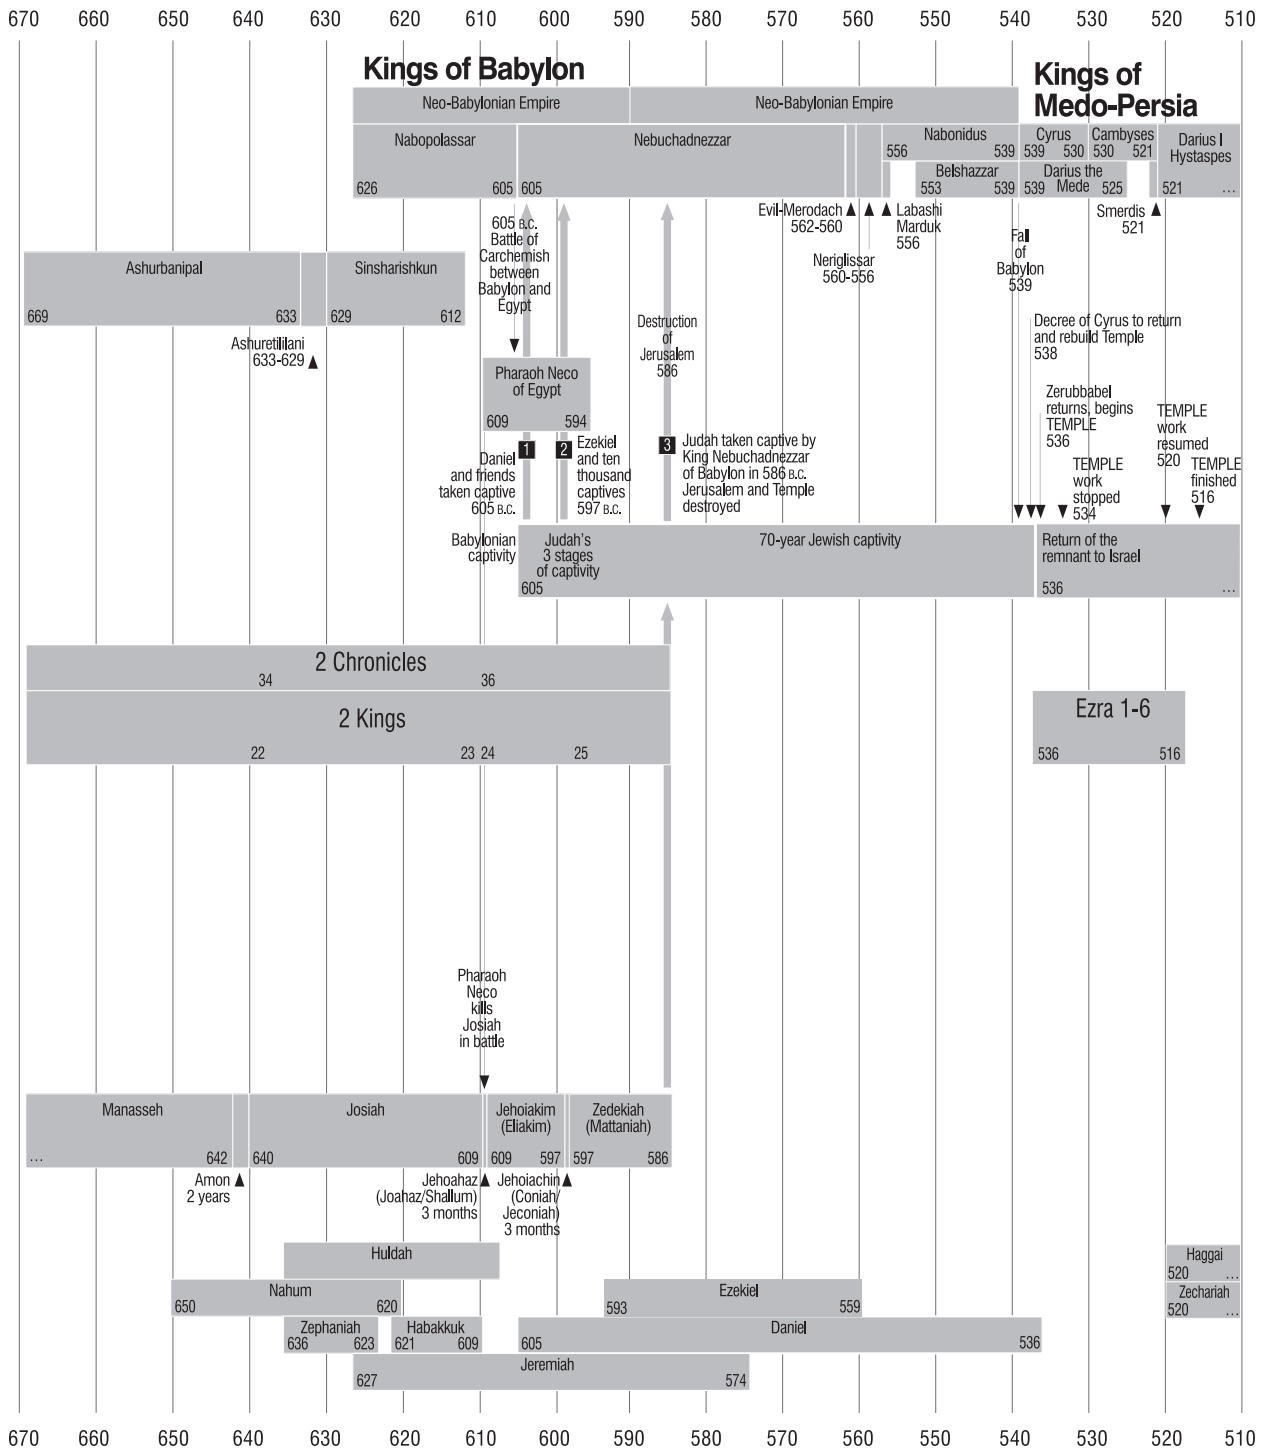 670 660 650 640 630 620 610 600 590 580 570 560 550 540 530 520 510
Kings of Babylon
Kings of
Medo-Persia
Neo-Babylonian Empire
Neo-Babylonian Empire
Nabopolassar
626 605
Nebuchadnezzar
605
Nabonidus
556 539
Belshazzar
553 539
Cyrus
539 530
Cambyses
530 521
Darius the
Mede
539 525
Darius I
Hystaspes
521 ...
Evil-Merodach
562-560
Neriglissar
560-556
Labashi
Marduk
556
Smerdis
521
Fall
of
Babylon
539
605 B.C.
Battle of
Carchemish
between
Babylon and
Egypt
Ashurbanipal
669 633
Sinsharishkun
629 612
Ashuretililani
633-629
Destruction
of
Jerusalem
586
Decree of Cyrus to return
and rebuild Temple
538
Pharaoh Neco
of Egypt
609 594
Zerubbabel
returns, begins
TEMPLE
536
TEMPLE
work
resumed
520
TEMPLE
work
stopped
534
TEMPLE
finished
516
1
Daniel
and friends
taken captive
605 B.C.
2
Ezekiel
and ten
thousand
captives
597 B.C.
3
Judah taken captive by
King Nebuchadnezzar
of Babylon in 586 B.C.
Jerusalem and Temple
destroyed
Babylonian
captivity
Judah's
3 stages
of captivity
605
70-year Jewish captivity
Return of the
remnant to Israel
536 ...
2 Chronicles
34 36
2 Kings
22 23 24 25
Ezra 1-6
536 516
Pharaoh
Neco
kills
Josiah
in battle
Manasseh
... 642
Josiah
640 609
Jehoiakim
(Eliakim)
609 597
Zedekiah
(Mattaniah)
597 586
Amon
2 years
Jehoahaz
(Joahaz/Shallum)
3 months
Jehoiachin
(Coniah/
Jeconiah)
3 months
Huldah
Nahum
650 620
Zephaniah
636 623
Habakkuk
621 609
Jeremiah
627 574
Ezekiel
593 559
Daniel
605 536
Haggai
520 ...
Zechariah
520 ...
670 660 650 640 630 620 610 600 590 580 570 560 550 540 530 520 510